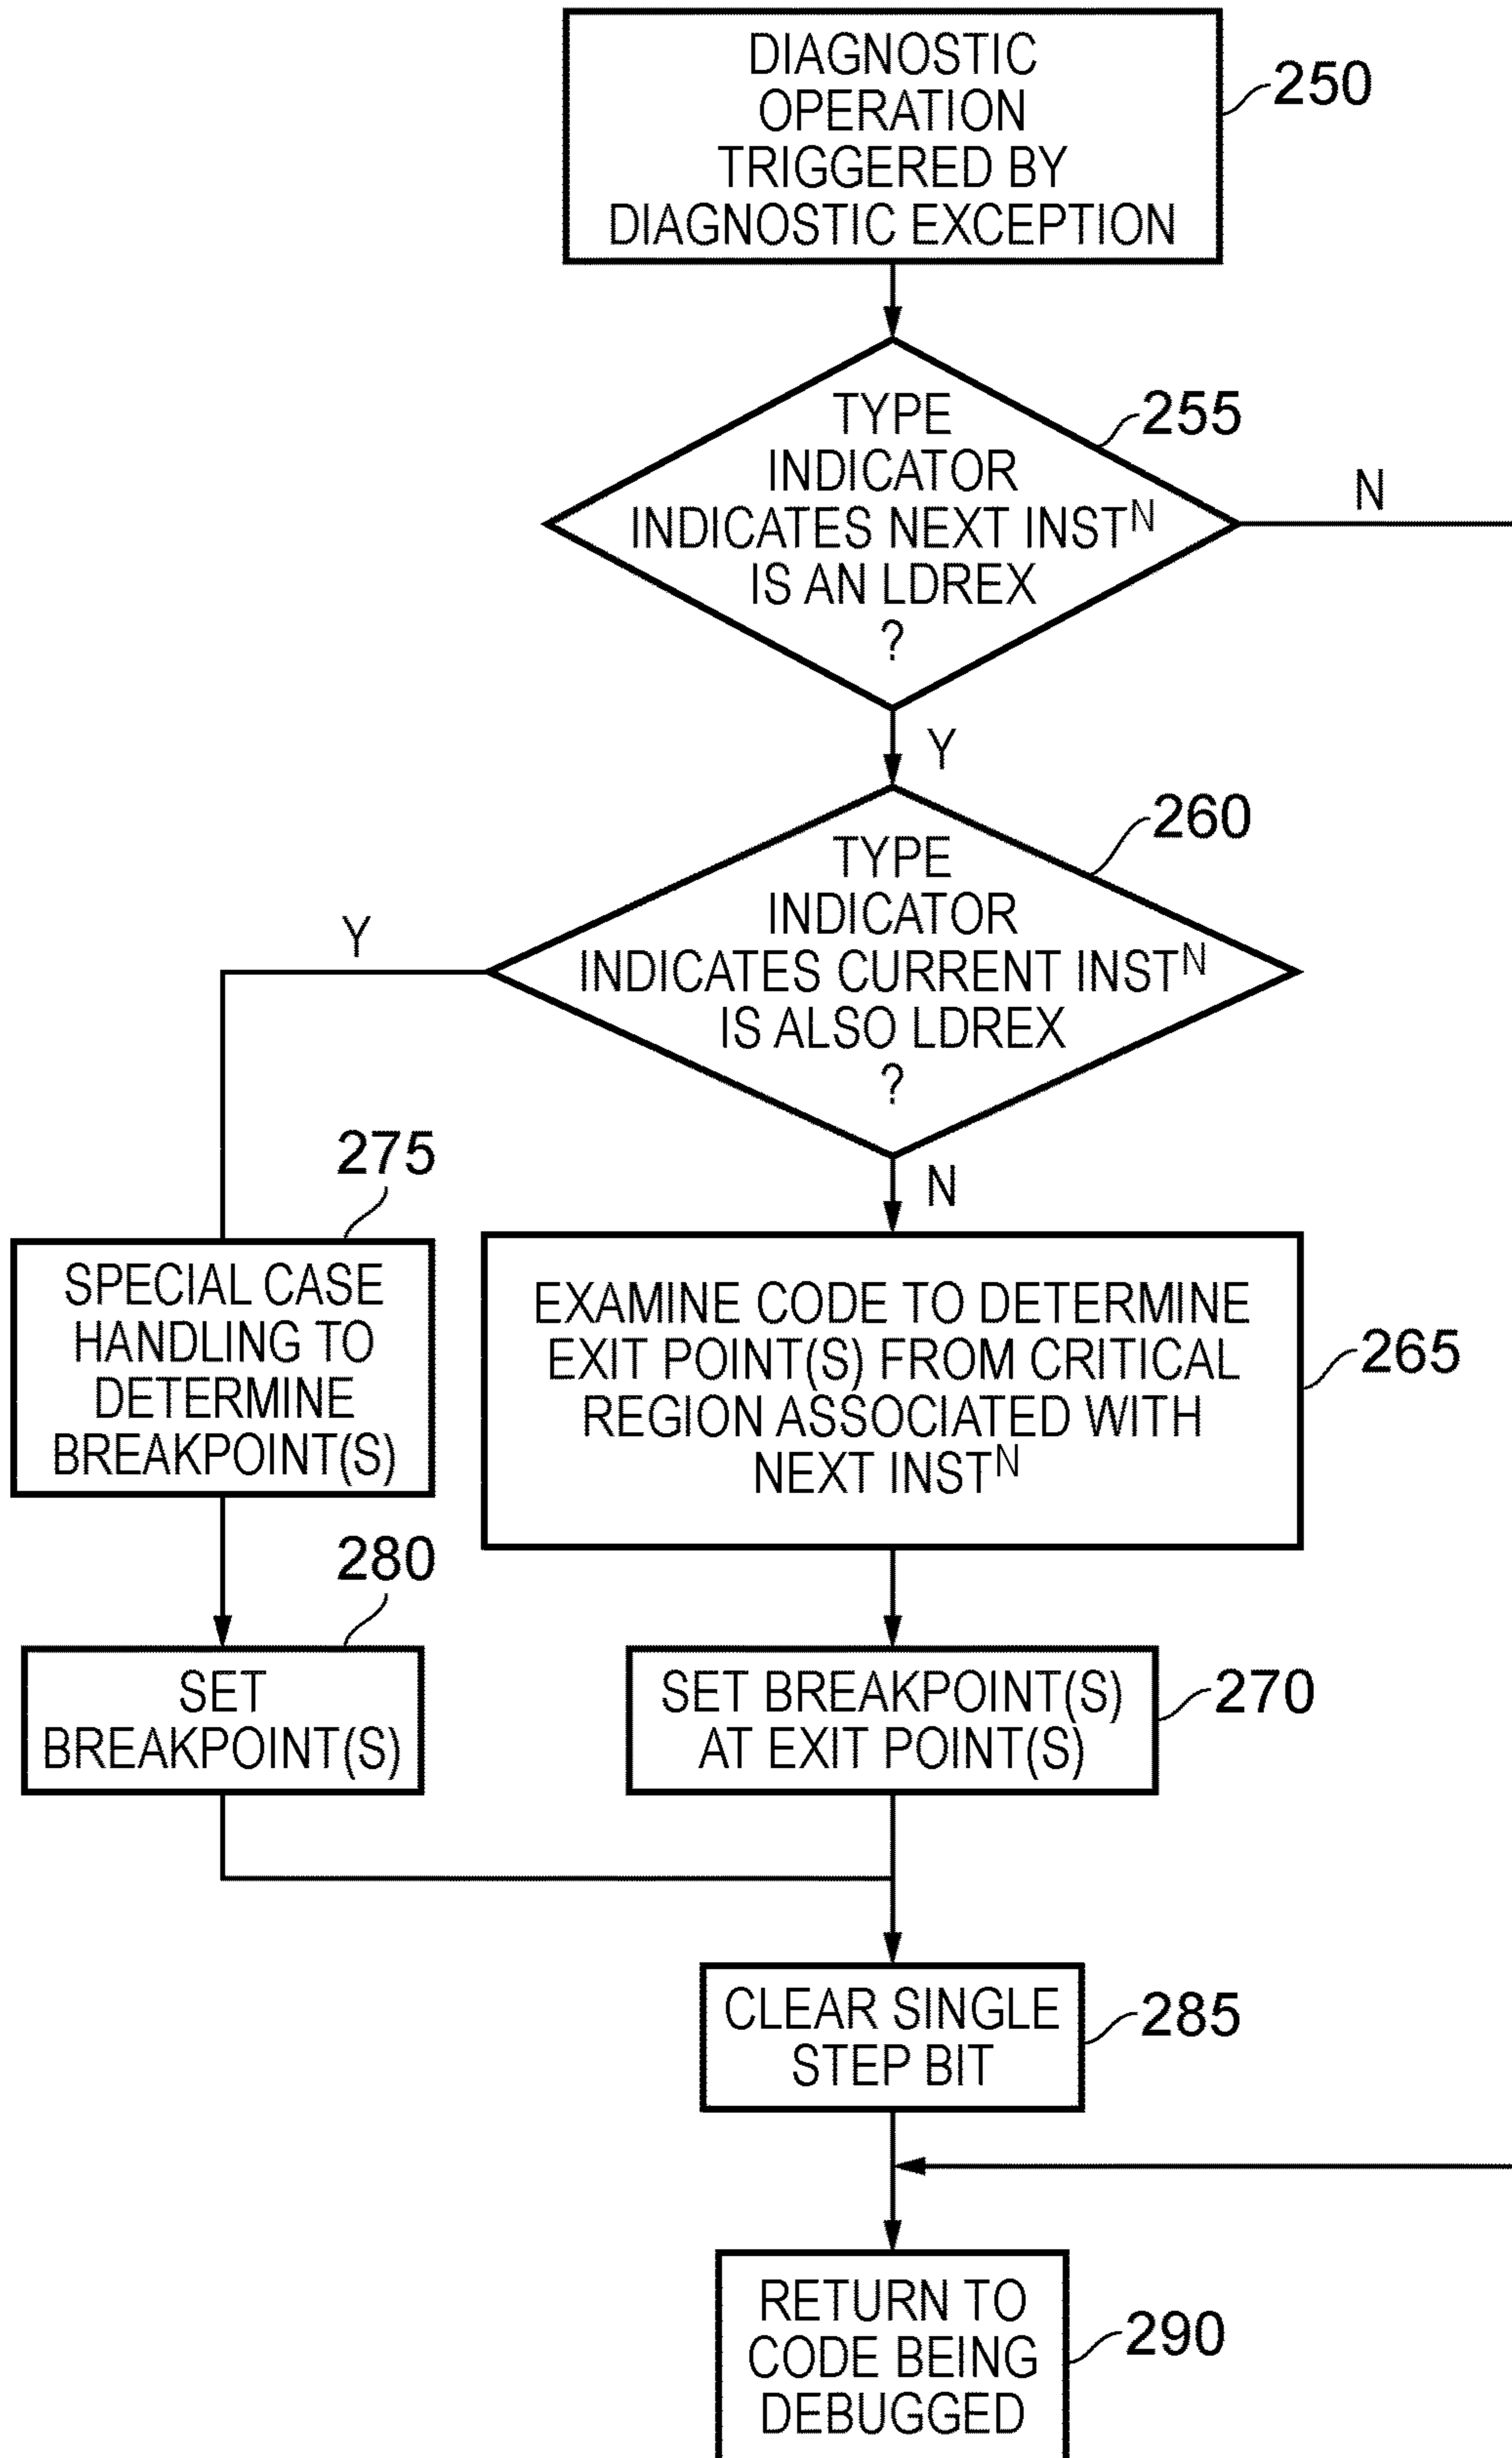 DIAGNOSTIC
OPERATION
TRIGGERED BY
DIAGNOSTIC EXCEPTION
250
TYPE
INDICATOR
INDICATES NEXT INSTᴺ
IS AN LDREX
?
255
N
Y
TYPE
INDICATOR
INDICATES CURRENT INSTᴺ
IS ALSO LDREX
?
260
Y
N
275
SPECIAL CASE
HANDLING TO
DETERMINE
BREAKPOINT(S)
EXAMINE CODE TO DETERMINE
EXIT POINT(S) FROM CRITICAL
REGION ASSOCIATED WITH
NEXT INSTᴺ
265
280
SET
BREAKPOINT(S)
SET BREAKPOINT(S)
AT EXIT POINT(S)
270
CLEAR SINGLE
STEP BIT
285
RETURN TO
CODE BEING
DEBUGGED
290